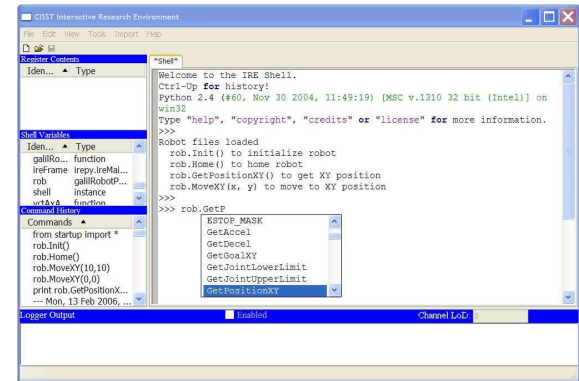 CISST Interactive Research Environment
File Edit View Tools Import Help
Register Contents
Iden... Type
Shell Variables
Iden... Type
galilRo... function
ireFrame irepy.ireMai...
rob galilRobotP...
shell instance
vctAxA function
Command History
Commands
from startup import *
rob.Init()
rob.Home()
rob.MoveXY(10,10)
rob.MoveXY(0,0)
print rob.GetPositionX...
--- Mon, 13 Feb 2006, ...
"Shell"
Welcome to the IRE Shell.
Ctrl-Up for history!
Python 2.4 (#60, Nov 30 2004, 11:49:19) [MSC v.1310 32 bit (Intel)] on
win32
Type "help", "copyright", "credits" or "license" for more information.
>>>
Robot files loaded
rob.Init() to initialize robot
rob.Home() to home robot
rob.GetPositionXY() to get XY position
rob.MoveXY(x, y) to move to XY position
>>>
>>> rob.GetP
ESTOP_MASK
GetAccel
GetDecel
GetGoalXY
GetJointLowerLimit
GetJointUpperLimit
GetPositionXY
Logger Output Enabled Channel LoD: